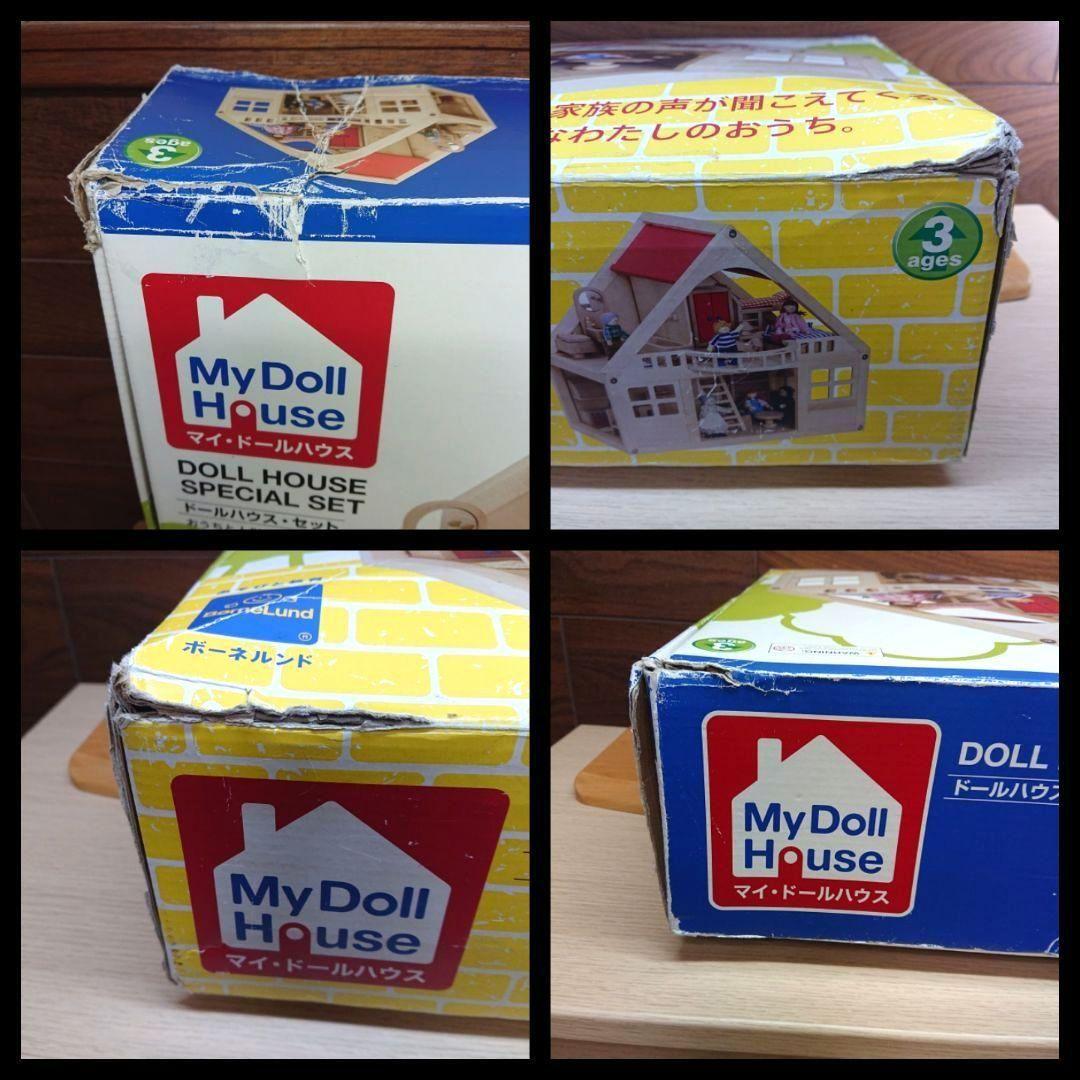 3
ages
My Doll
House
マイ・ドールハウス
DOLL HOUSE
SPECIAL SET
ドールハウス・セット
家族の声が聞こえてくる
なわたしのおうち。
3
ages
BorneLund
®
ボーネルンド
My Doll
House
マイ・ドールハウス
3
ages
WARNING
My Doll
House
マイ・ドールハウス
DOLL
ドールハウス